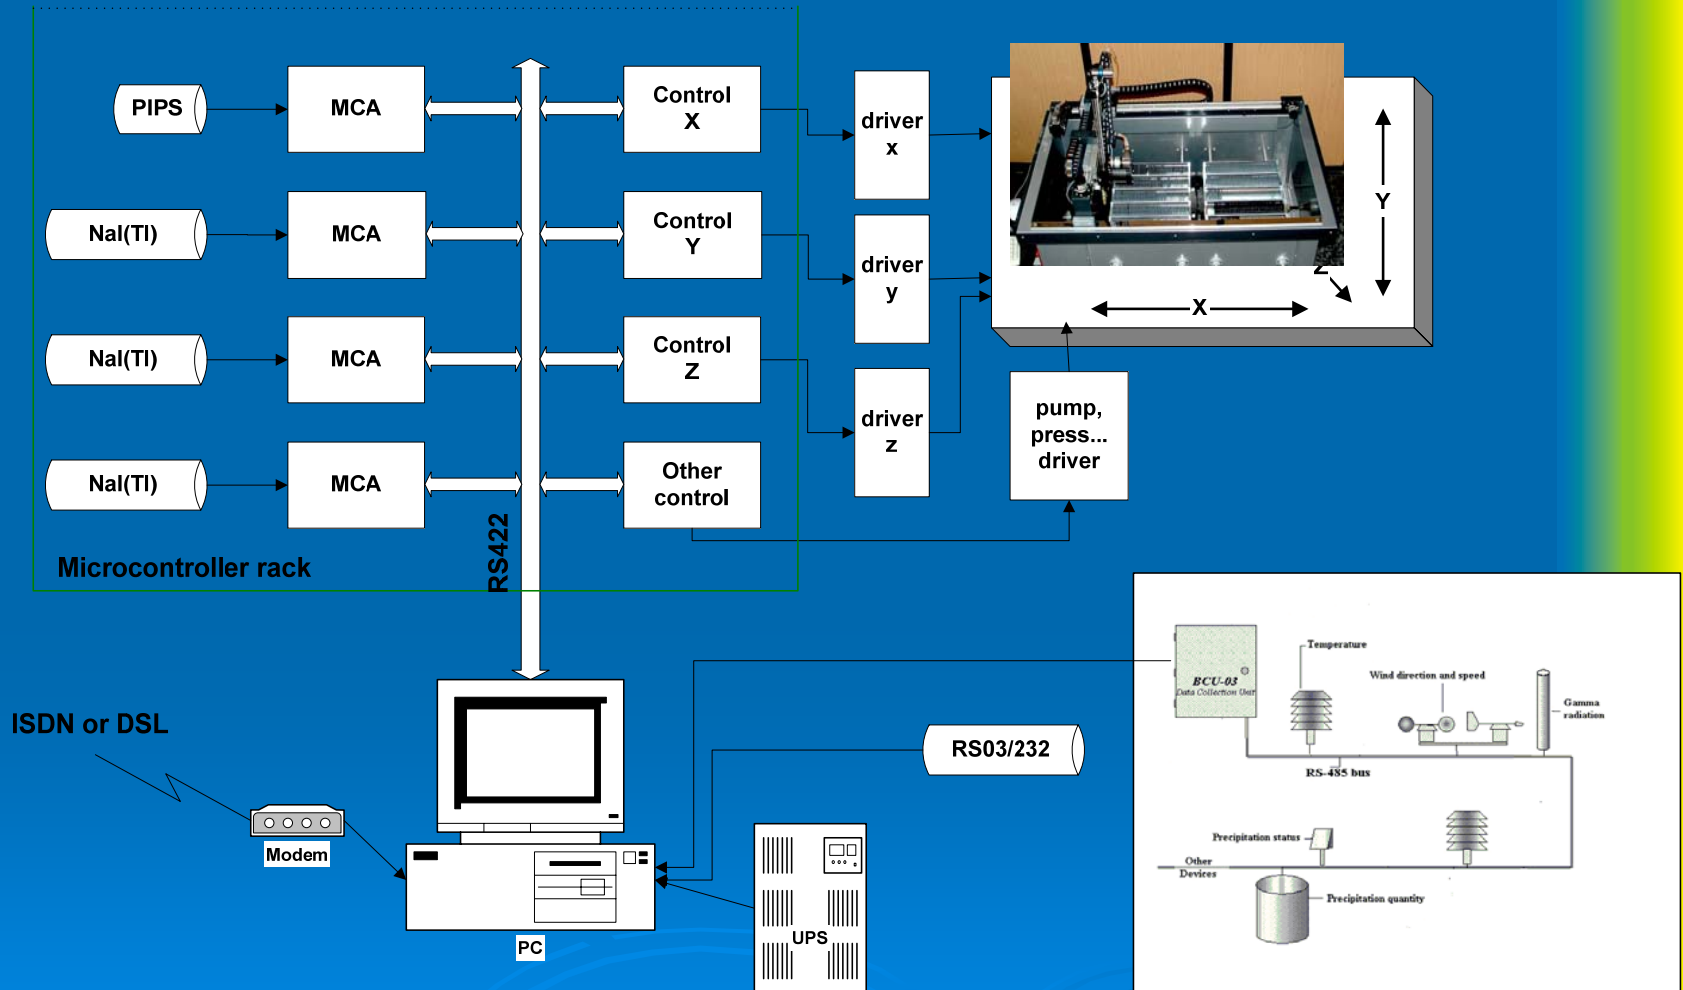 PIPS
MCA
Control
X
driver
x
NaI(Tl)
MCA
Control
Y
driver
y
Y
Z
X
NaI(Tl)
MCA
Control
Z
driver
z
pump,
press...
driver
NaI(Tl)
MCA
Other
control
RS422
Microcontroller rack
ISDN or DSL
Modem
PC
RS03/232
UPS
BCU-03
Data Collection Unit
Temperature
Wind direction and speed
Gamma
radiation
RS-485 bus
Precipitation status
Other
Devices
Precipitation quantity